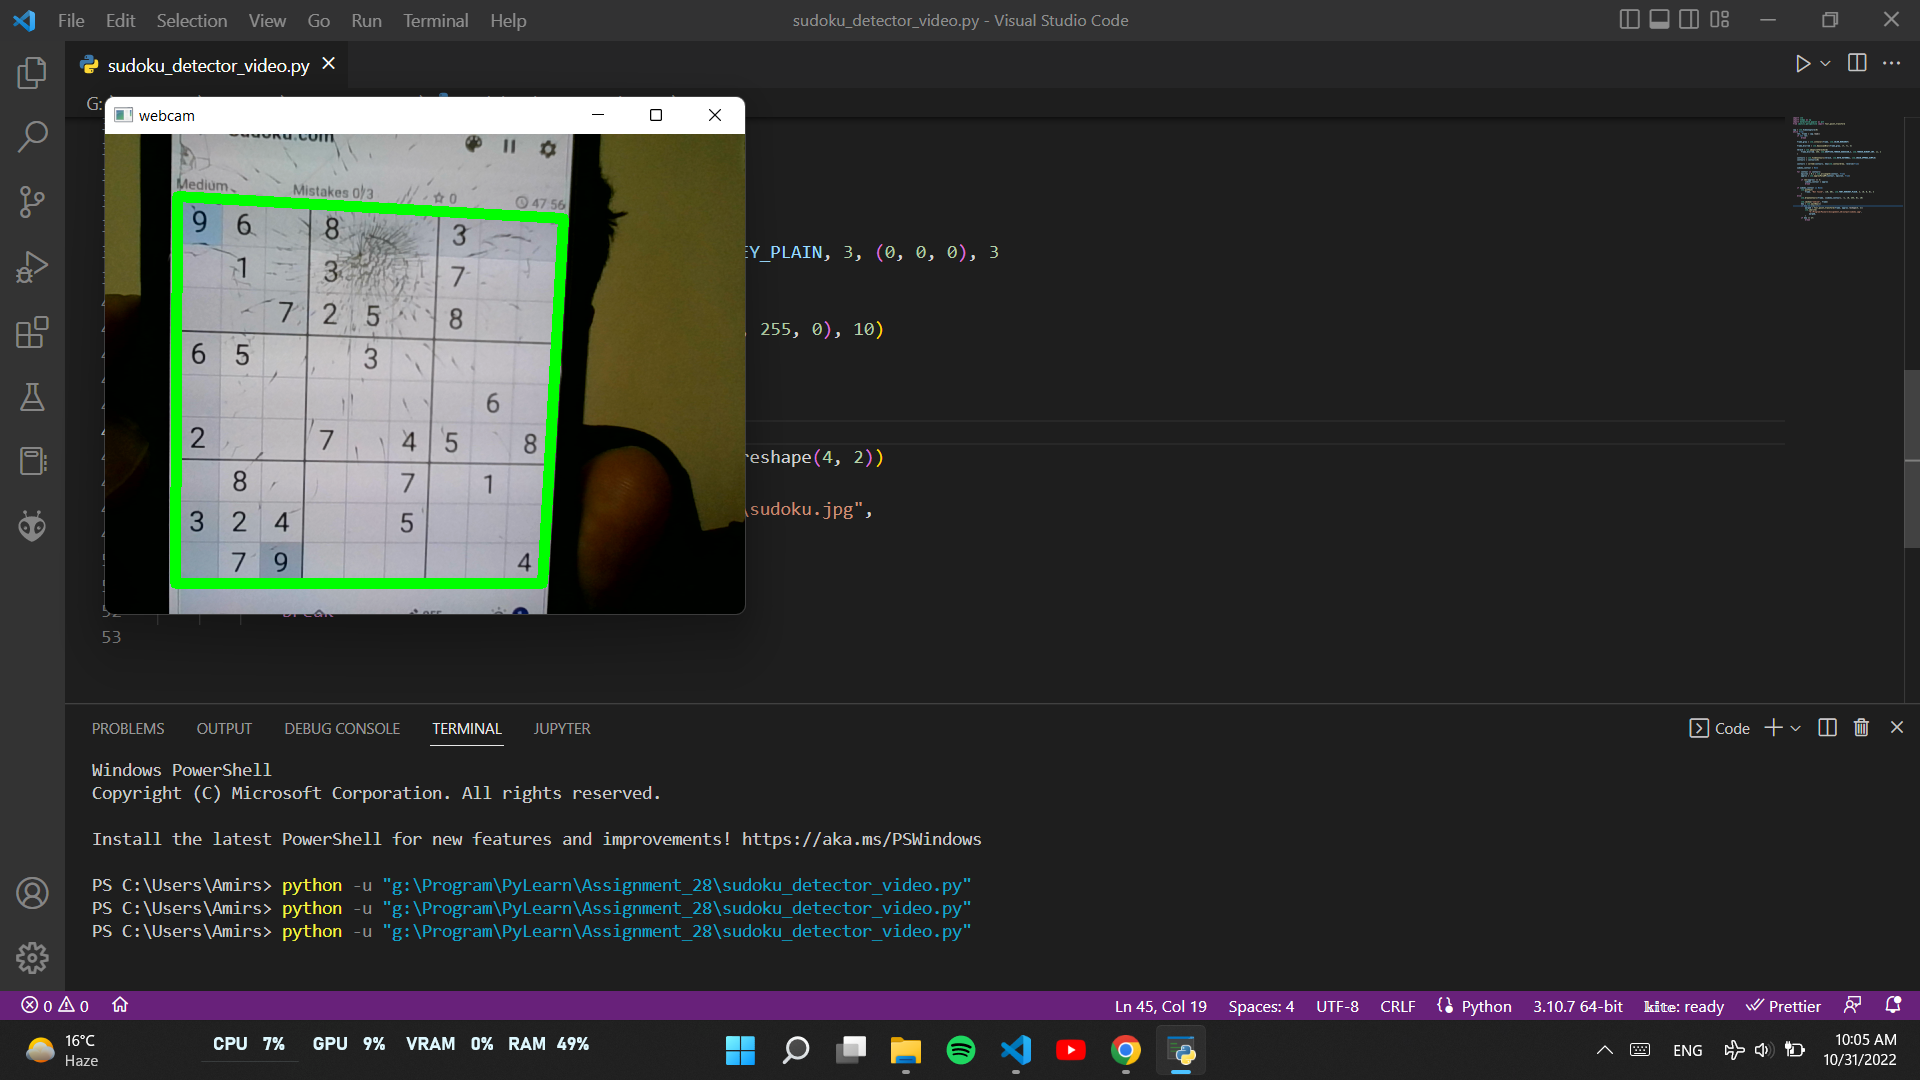 File Edit Selection View Go Run Terminal Help
sudoku_detector_video.py - Visual Studio Code
sudoku_detector_video.py
G:
webcam
Sudoku.com
Medium Mistakes 0/3 0 47:56
9 6 8 3
1 3 7
7 2 5 8
6 5 3
6
2 7 4 5 8
8 7 1
3 2 4 5
7 9 4
EY_PLAIN, 3, (0, 0, 0), 3
, 255, 0), 10)
reshape(4, 2))
\sudoku.jpg",
52 break
53
PROBLEMS OUTPUT DEBUG CONSOLE TERMINAL JUPYTER
Code
Windows PowerShell
Copyright (C) Microsoft Corporation. All rights reserved.
Install the latest PowerShell for new features and improvements! https://aka.ms/PSWindows
PS C:\Users\Amirs> python -u "g:\Program\PyLearn\Assignment_28\sudoku_detector_video.py"
PS C:\Users\Amirs> python -u "g:\Program\PyLearn\Assignment_28\sudoku_detector_video.py"
PS C:\Users\Amirs> python -u "g:\Program\PyLearn\Assignment_28\sudoku_detector_video.py"
0 0
Ln 45, Col 19 Spaces: 4 UTF-8 CRLF Python 3.10.7 64-bit kite: ready Prettier
16°C
Haze
CPU 7% GPU 9% VRAM 0% RAM 49%
ENG
10:05 AM
10/31/2022